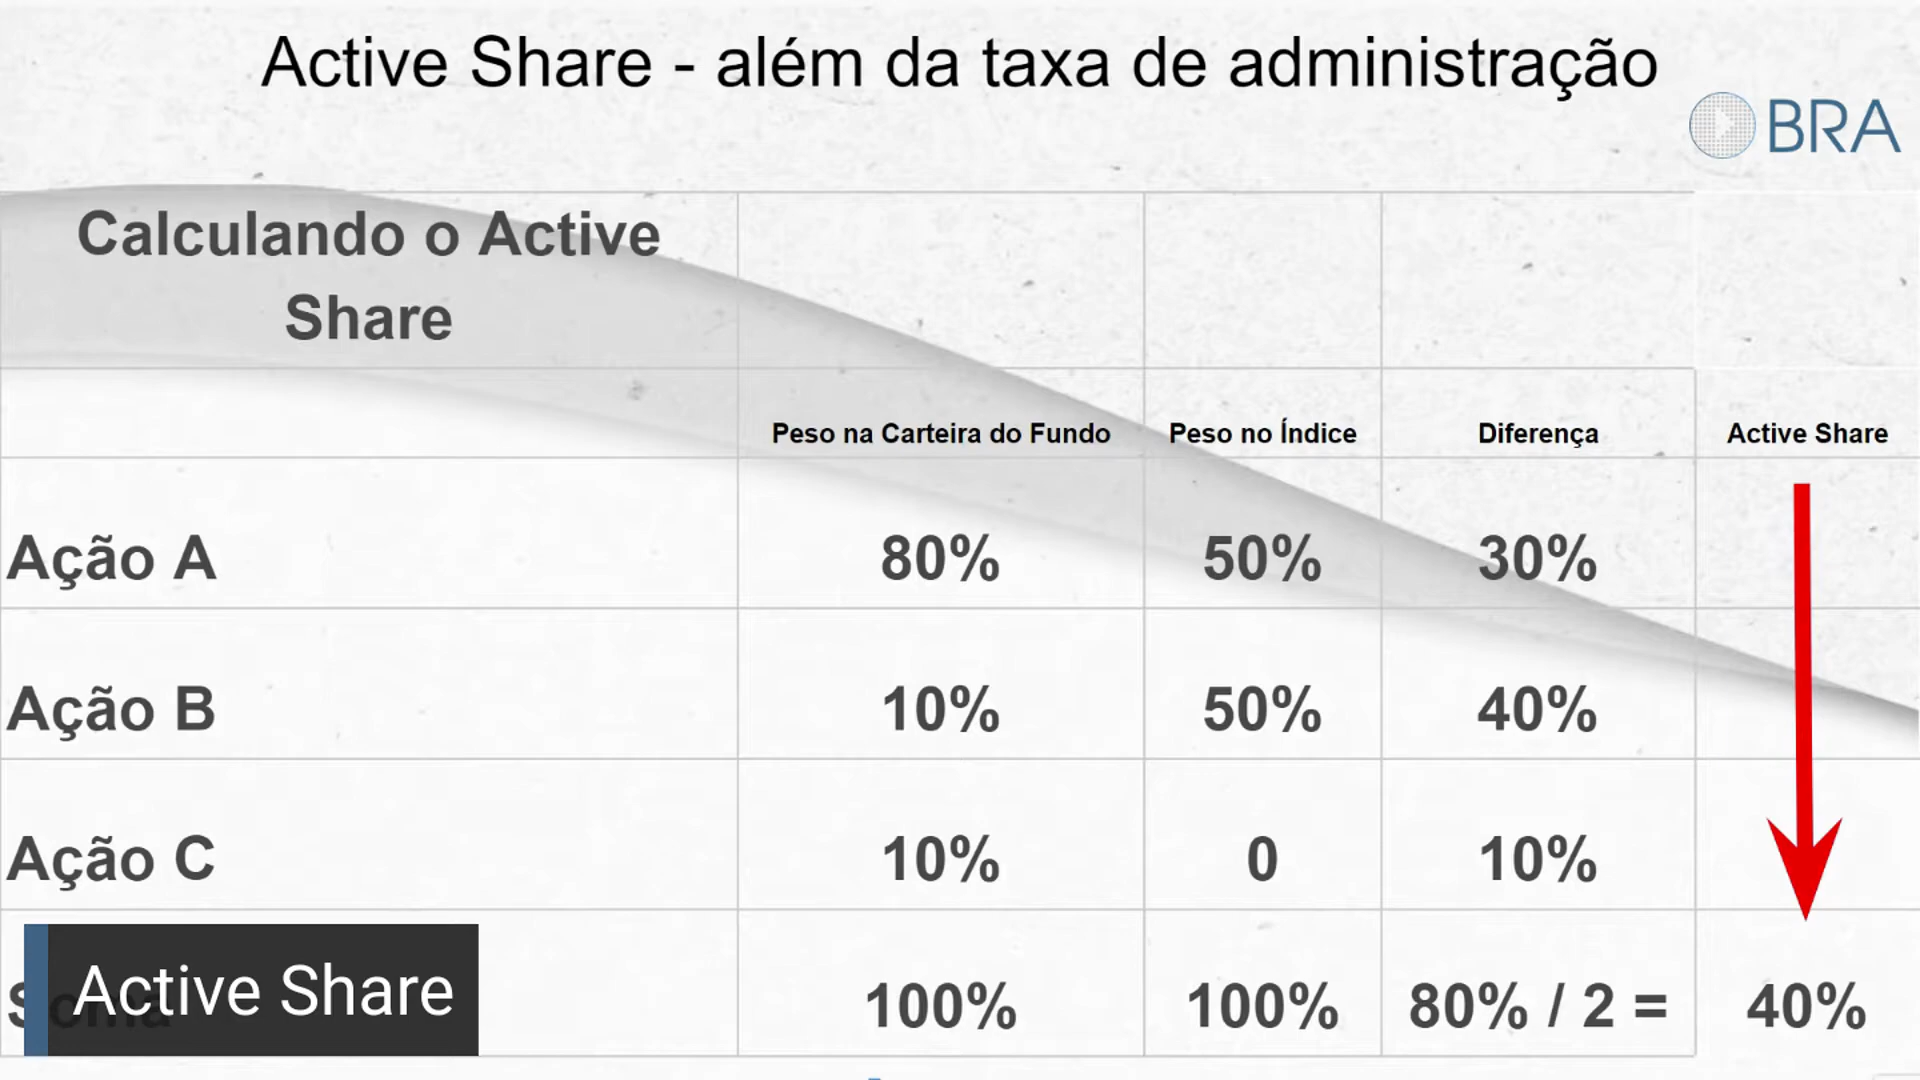 Active Share - além da taxa de administração
BRA
Calculando o Active
Share
Peso na Carteira do Fundo Peso no Índice Diferença Active Share
Ação A 80% 50% 30%
Ação B 10% 50% 40%
Ação C 10% 0 10%
Soma 100% 100% 80% / 2 = 40%
Active Share